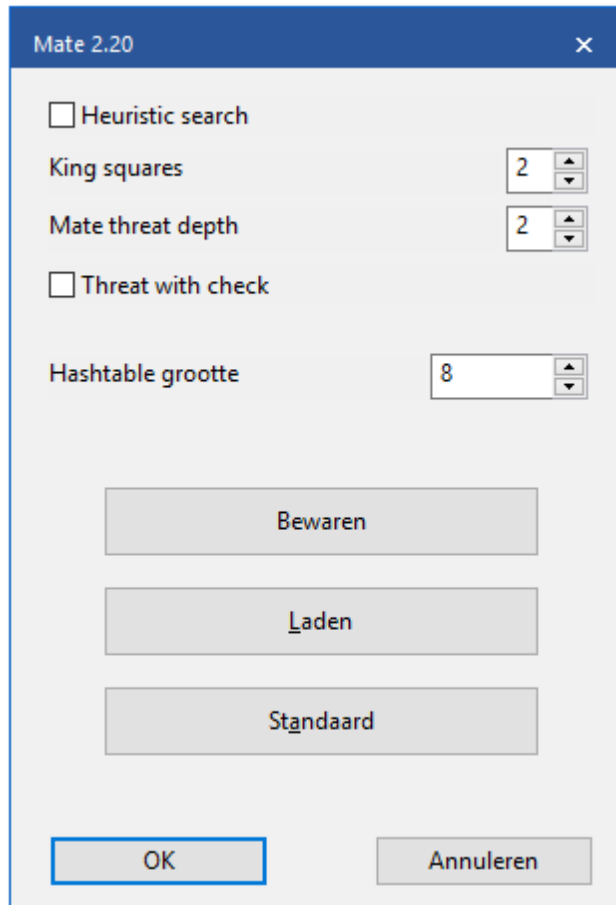 Mate 2.20
Heuristic search
King squares 2
Mate threat depth 2
Threat with check
Hashtable grootte 8
Bewaren
Laden
Standaard
OK Annuleren